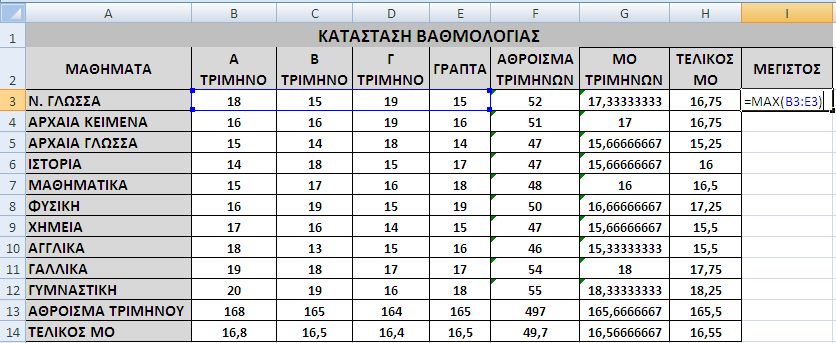 A B C D E F G H I
1 ΚΑΤΑΣΤΑΣΗ ΒΑΘΜΟΛΟΓΙΑΣ
2 ΜΑΘΗΜΑΤΑ Α ΤΡΙΜΗΝΟ Β ΤΡΙΜΗΝΟ Γ ΤΡΙΜΗΝΟ ΓΡΑΠΤΑ ΑΘΡΟΙΣΜΑ ΤΡΙΜΗΝΩΝ ΜΟ ΤΡΙΜΗΝΩΝ ΤΕΛΙΚΟΣ ΜΟ ΜΕΓΙΣΤΟΣ
3 Ν. ΓΛΩΣΣΑ 18 15 19 15 52 17,33333333 16,75 =MAX(B3:E3)
4 ΑΡΧΑΙΑ ΚΕΙΜΕΝΑ 16 16 19 16 51 17 16,75
5 ΑΡΧΑΙΑ ΓΛΩΣΣΑ 15 14 18 14 47 15,66666667 15,25
6 ΙΣΤΟΡΙΑ 14 18 15 17 47 15,66666667 16
7 ΜΑΘΗΜΑΤΙΚΑ 15 17 16 18 48 16 16,5
8 ΦΥΣΙΚΗ 16 19 15 19 50 16,66666667 17,25
9 ΧΗΜΕΙΑ 17 16 14 15 47 15,66666667 15,5
10 ΑΓΓΛΙΚΑ 18 13 15 16 46 15,33333333 15,5
11 ΓΑΛΛΙΚΑ 19 18 17 17 54 18 17,75
12 ΓΥΜΝΑΣΤΙΚΗ 20 19 16 18 55 18,33333333 18,25
13 ΑΘΡΟΙΣΜΑ ΤΡΙΜΗΝΟΥ 168 165 164 165 497 165,6666667 165,5
14 ΤΕΛΙΚΟΣ ΜΟ 16,8 16,5 16,4 16,5 49,7 16,56666667 16,55